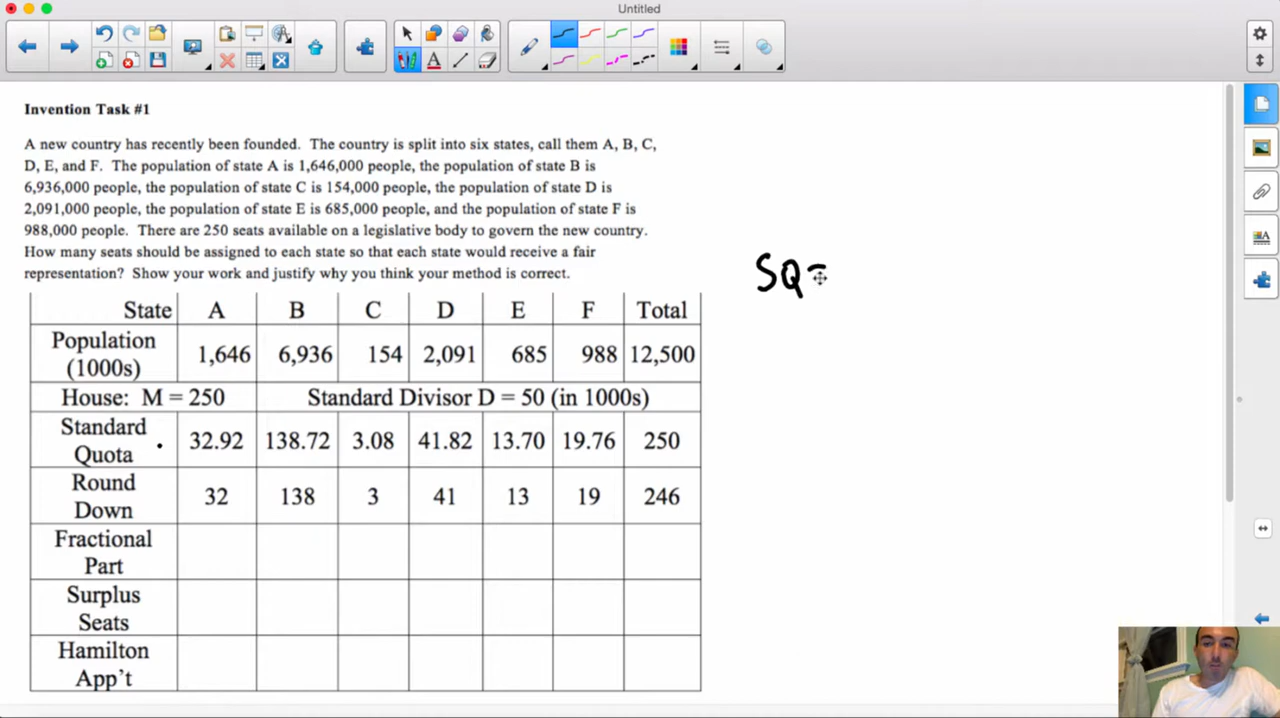 Untitled
Invention Task #1
A new country has recently been founded. The country is split into six states, call them A, B, C,
D, E, and F. The population of state A is 1,646,000 people, the population of state B is
6,936,000 people, the population of state C is 154,000 people, the population of state D is
2,091,000 people, the population of state E is 685,000 people, and the population of state F is
988,000 people. There are 250 seats available on a legislative body to govern the new country.
How many seats should be assigned to each state so that each state would receive a fair
representation? Show your work and justify why you think your method is correct.
SQ=
State A B C D E F Total
Population
(1000s) 1,646 6,936 154 2,091 685 988 12,500
House: M = 250 Standard Divisor D = 50 (in 1000s)
Standard
Quota 32.92 138.72 3.08 41.82 13.70 19.76 250
Round
Down 32 138 3 41 13 19 246
Fractional
Part
Surplus
Seats
Hamilton
App't